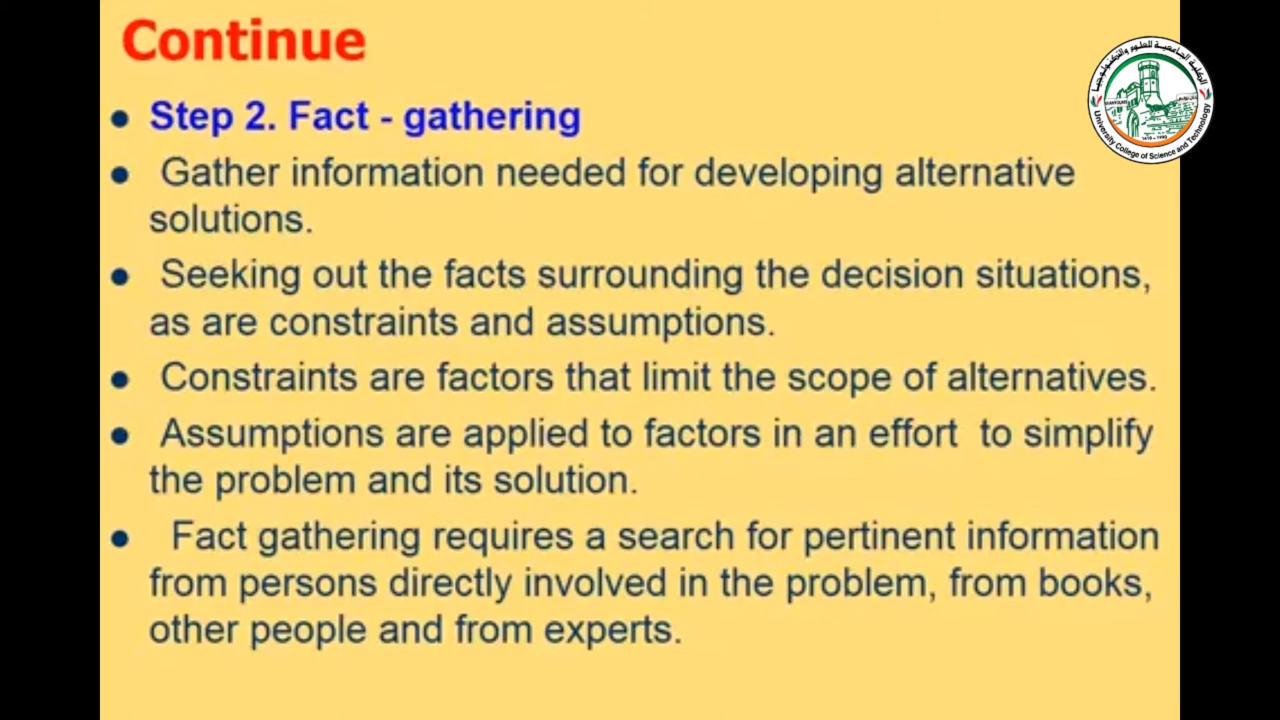 Continue
• Step 2. Fact - gathering
• Gather information needed for developing alternative
solutions.
• Seeking out the facts surrounding the decision situations,
as are constraints and assumptions.
• Constraints are factors that limit the scope of alternatives.
• Assumptions are applied to factors in an effort to simplify
the problem and its solution.
• Fact gathering requires a search for pertinent information
from persons directly involved in the problem, from books,
other people and from experts.
الكلية الجامعية للعلوم والتكنولوجيا
University College of Science and Technology